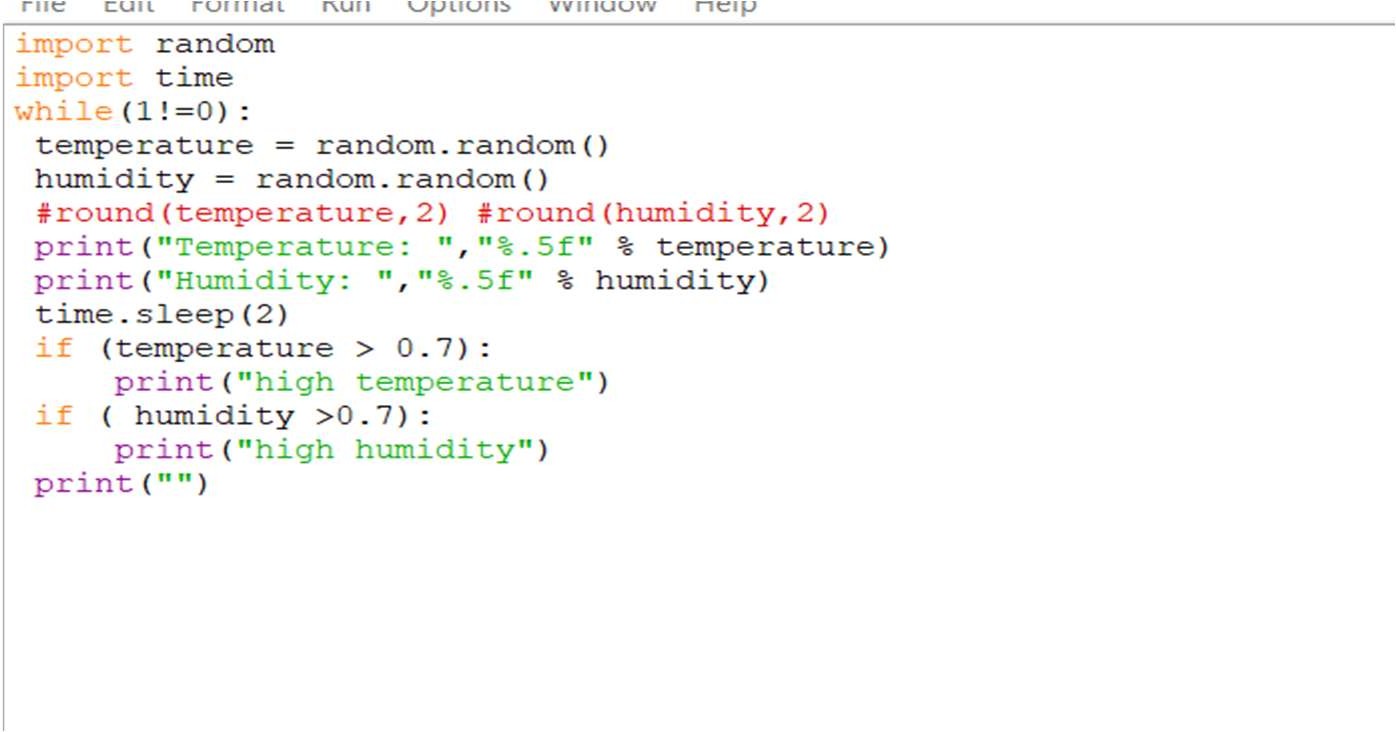 File Edit Format Run Options Window Help
import random
import time
while(1!=0):
 temperature = random.random()
 humidity = random.random()
 #round(temperature,2) #round(humidity,2)
 print("Temperature: ","%.5f" % temperature)
 print("Humidity: ","%.5f" % humidity)
 time.sleep(2)
 if (temperature > 0.7):
     print("high temperature")
 if ( humidity >0.7):
     print("high humidity")
 print("")